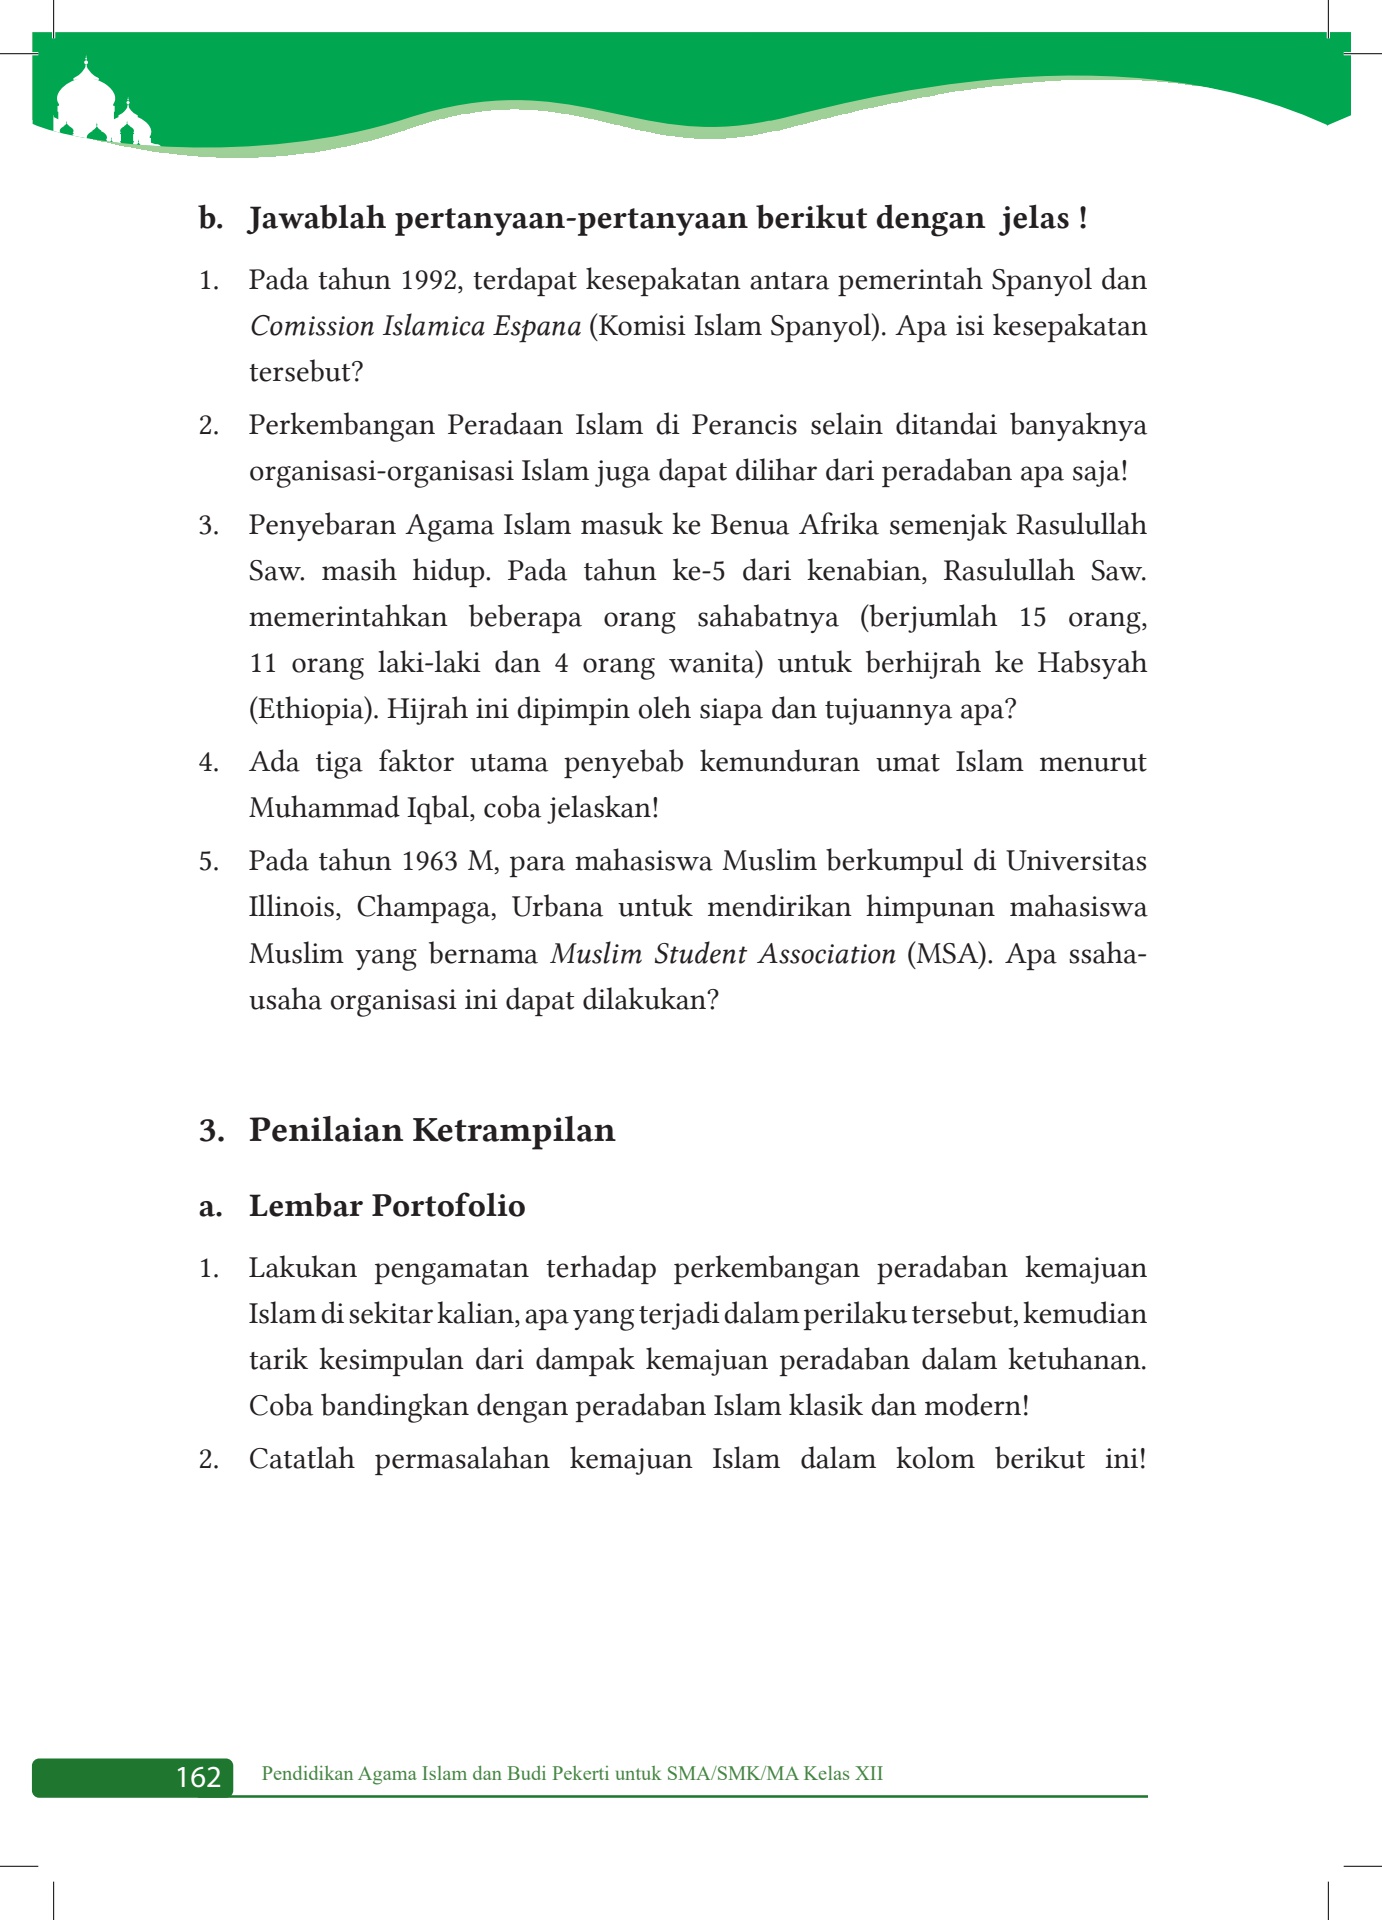 b. Jawablah pertanyaan-pertanyaan berikut dengan jelas !
1. Pada tahun 1992, terdapat kesepakatan antara pemerintah Spanyol dan
Comission Islamica Espana (Komisi Islam Spanyol). Apa isi kesepakatan
tersebut?
2. Perkembangan Peradaan Islam di Perancis selain ditandai banyaknya
organisasi-organisasi Islam juga dapat dilihar dari peradaban apa saja!
3. Penyebaran Agama Islam masuk ke Benua Afrika semenjak Rasulullah
Saw. masih hidup. Pada tahun ke-5 dari kenabian, Rasulullah Saw.
memerintahkan beberapa orang sahabatnya (berjumlah 15 orang,
11 orang laki-laki dan 4 orang wanita) untuk berhijrah ke Habsyah
(Ethiopia). Hijrah ini dipimpin oleh siapa dan tujuannya apa?
4. Ada tiga faktor utama penyebab kemunduran umat Islam menurut
Muhammad Iqbal, coba jelaskan!
5. Pada tahun 1963 M, para mahasiswa Muslim berkumpul di Universitas
Illinois, Champaga, Urbana untuk mendirikan himpunan mahasiswa
Muslim yang bernama Muslim Student Association (MSA). Apa ssaha-
usaha organisasi ini dapat dilakukan?
3. Penilaian Ketrampilan
a. Lembar Portofolio
1. Lakukan pengamatan terhadap perkembangan peradaban kemajuan
Islam di sekitar kalian, apa yang terjadi dalam perilaku tersebut, kemudian
tarik kesimpulan dari dampak kemajuan peradaban dalam ketuhanan.
Coba bandingkan dengan peradaban Islam klasik dan modern!
2. Catatlah permasalahan kemajuan Islam dalam kolom berikut ini!
162 Pendidikan Agama Islam dan Budi Pekerti untuk SMA/SMK/MA Kelas XII